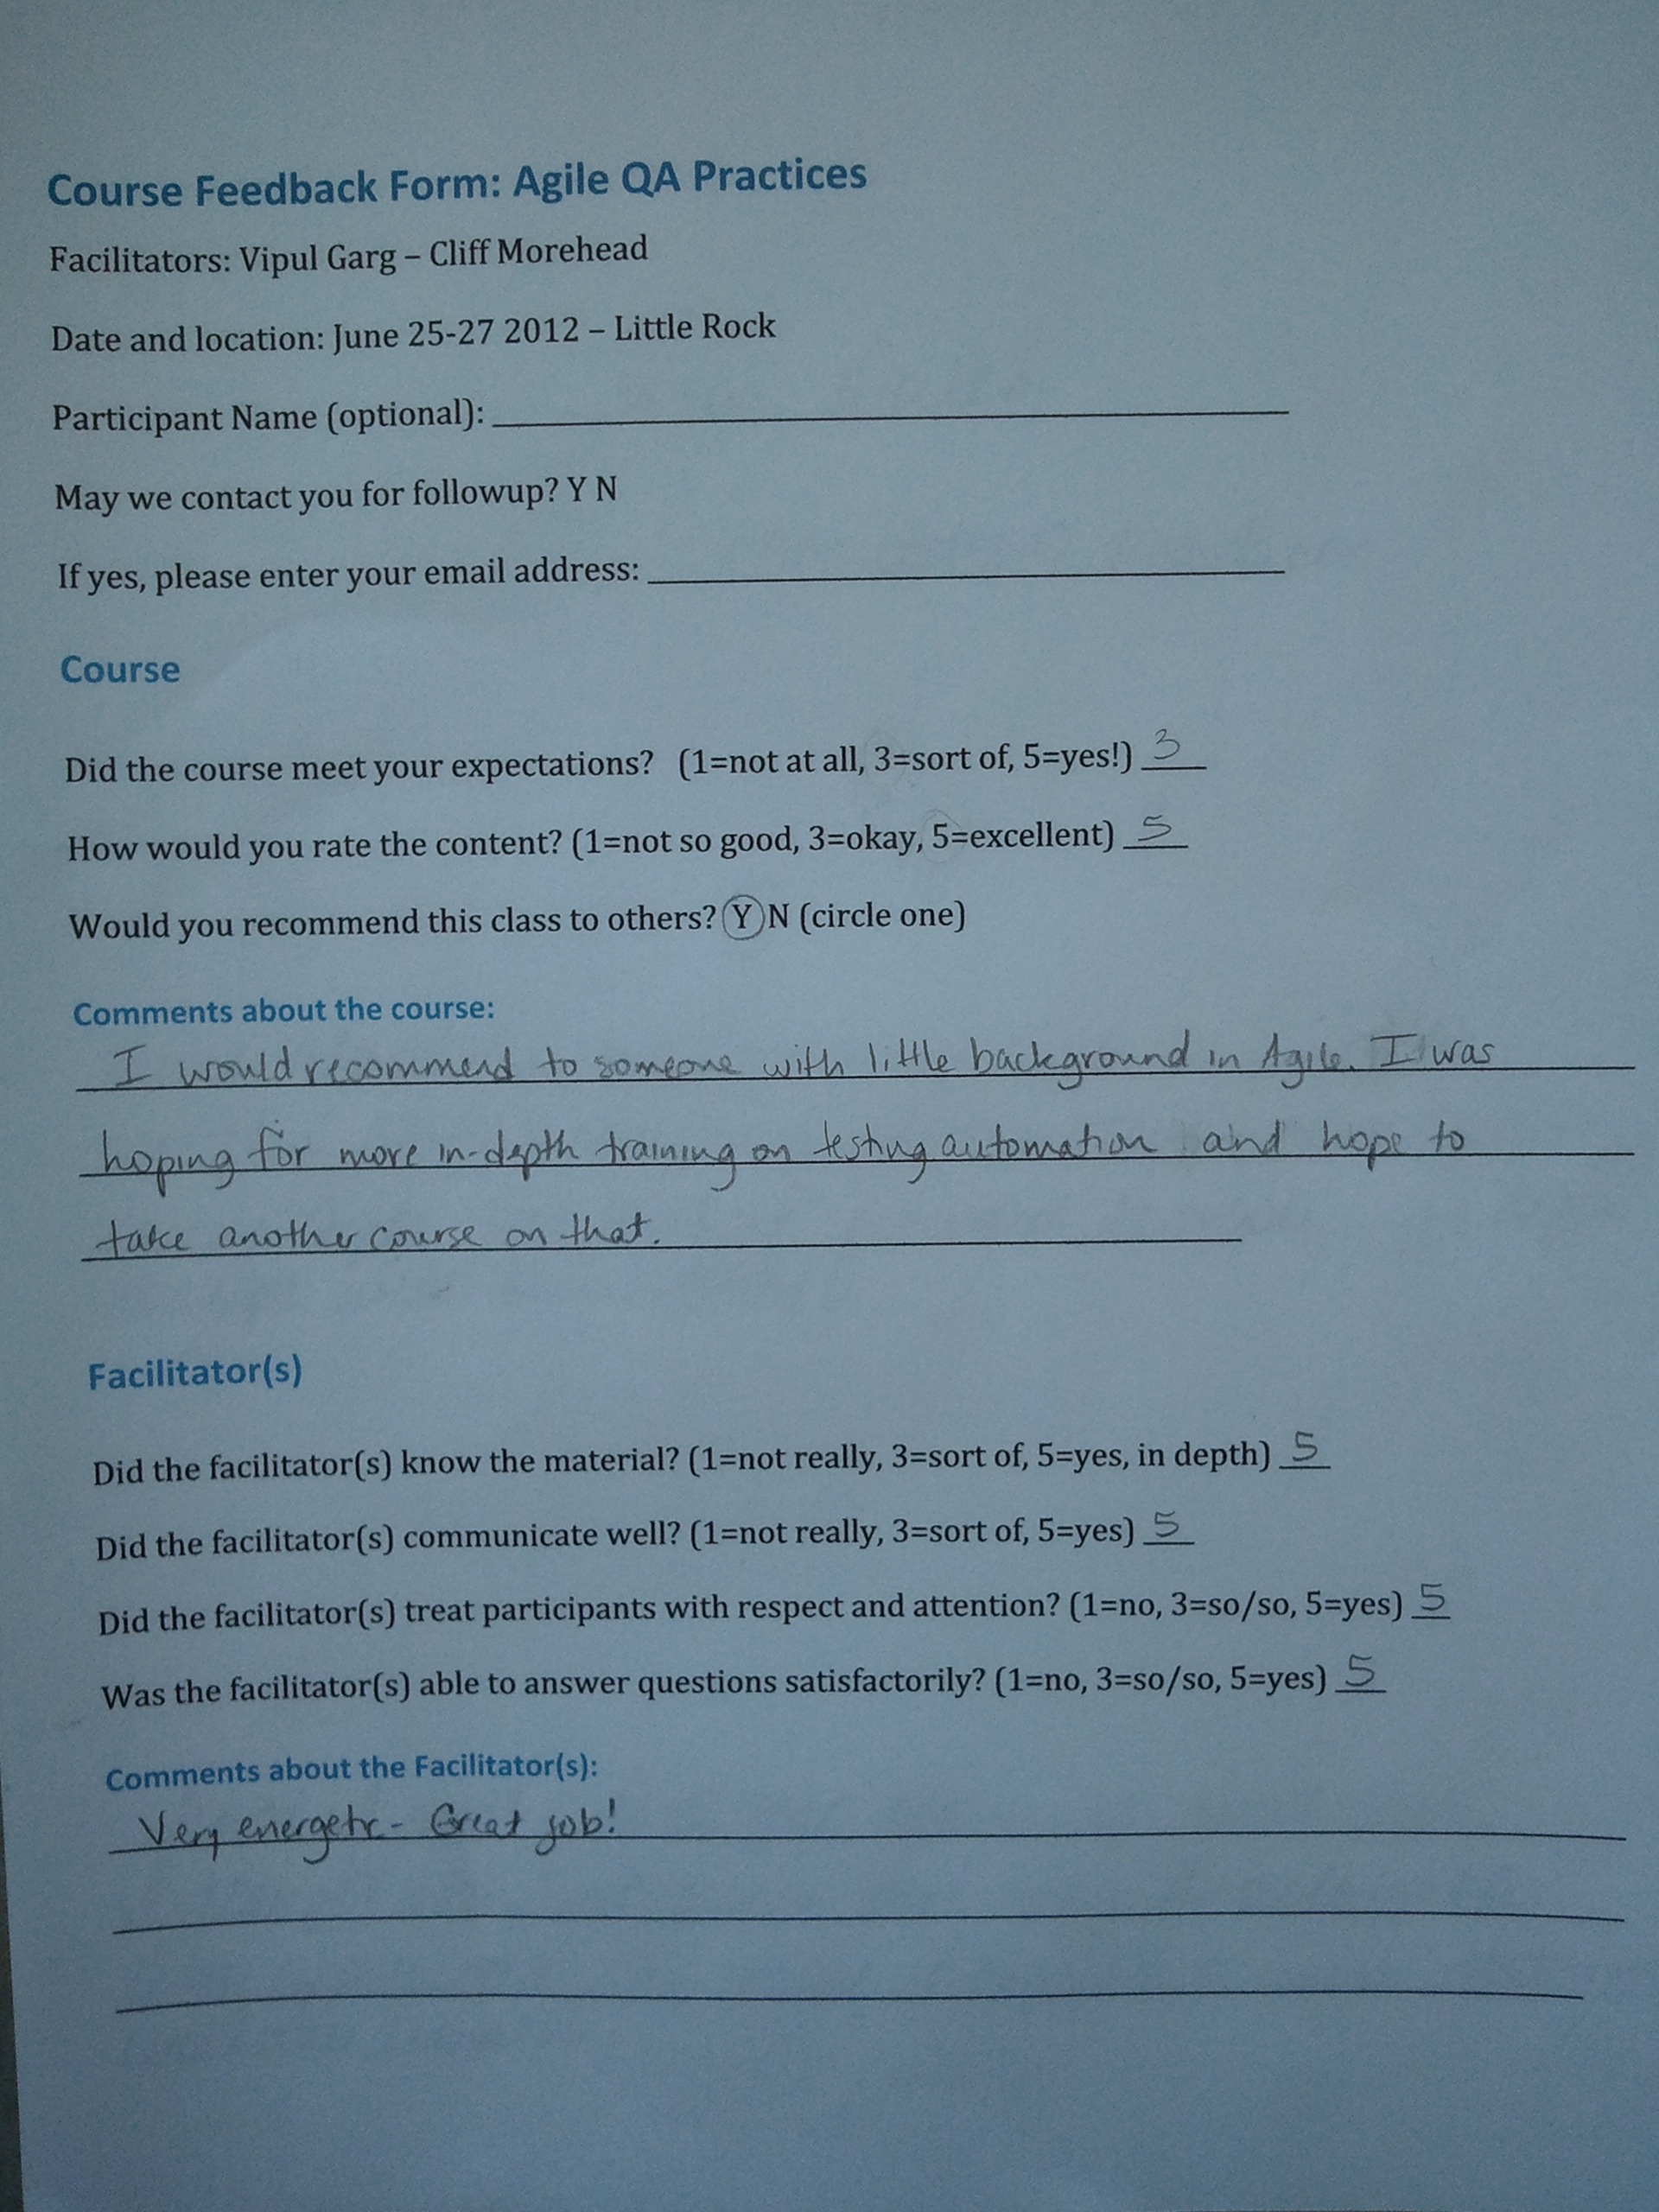 Course Feedback Form: Agile QA Practices
Facilitators: Vipul Garg – Cliff Morehead
Date and location: June 25-27 2012 – Little Rock
Participant Name (optional):
May we contact you for followup? Y N
If yes, please enter your email address:
Course
Did the course meet your expectations? (1=not at all, 3=sort of, 5=yes!) 3
How would you rate the content? (1=not so good, 3=okay, 5=excellent) 5
Would you recommend this class to others? Y N (circle one)
Comments about the course:
I would recommend to someone with little background in Agile. I was
hoping for more in-depth training on testing automation and hope to
take another course on that.
Facilitator(s)
Did the facilitator(s) know the material? (1=not really, 3=sort of, 5=yes, in depth) 5
Did the facilitator(s) communicate well? (1=not really, 3=sort of, 5=yes) 5
Did the facilitator(s) treat participants with respect and attention? (1=no, 3=so/so, 5=yes) 5
Was the facilitator(s) able to answer questions satisfactorily? (1=no, 3=so/so, 5=yes) 5
Comments about the Facilitator(s):
Very energetic - Great job!